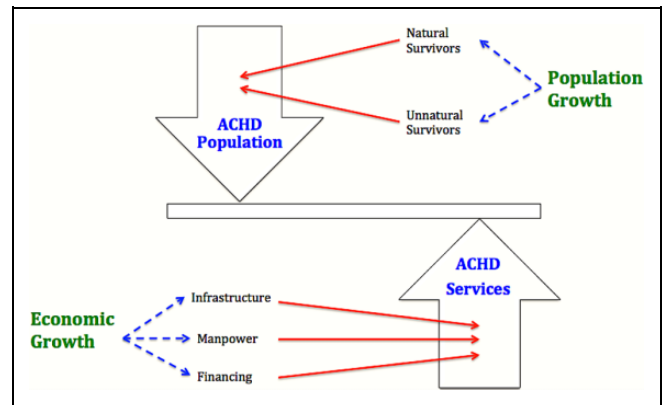 Natural
Survivors
Population
Growth
Unnatural
Survivors
ACHD
Population
ACHD
Services
Infrastructure
Economic
Growth
Manpower
Financing